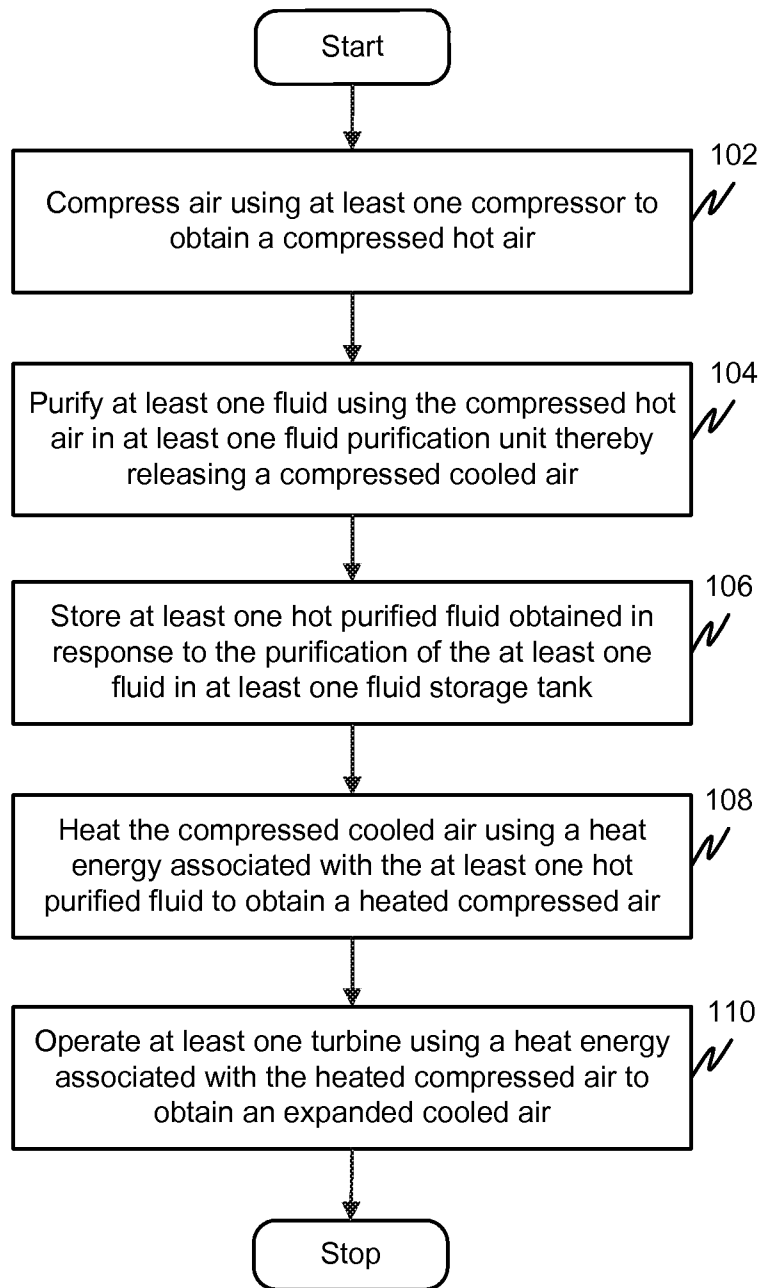 Start
102
Compress air using at least one compressor to
obtain a compressed hot air
104
Purify at least one fluid using the compressed hot
air in at least one fluid purification unit thereby
releasing a compressed cooled air
106
Store at least one hot purified fluid obtained in
response to the purification of the at least one
fluid in at least one fluid storage tank
108
Heat the compressed cooled air using a heat
energy associated with the at least one hot
purified fluid to obtain a heated compressed air
110
Operate at least one turbine using a heat energy
associated with the heated compressed air to
obtain an expanded cooled air
Stop